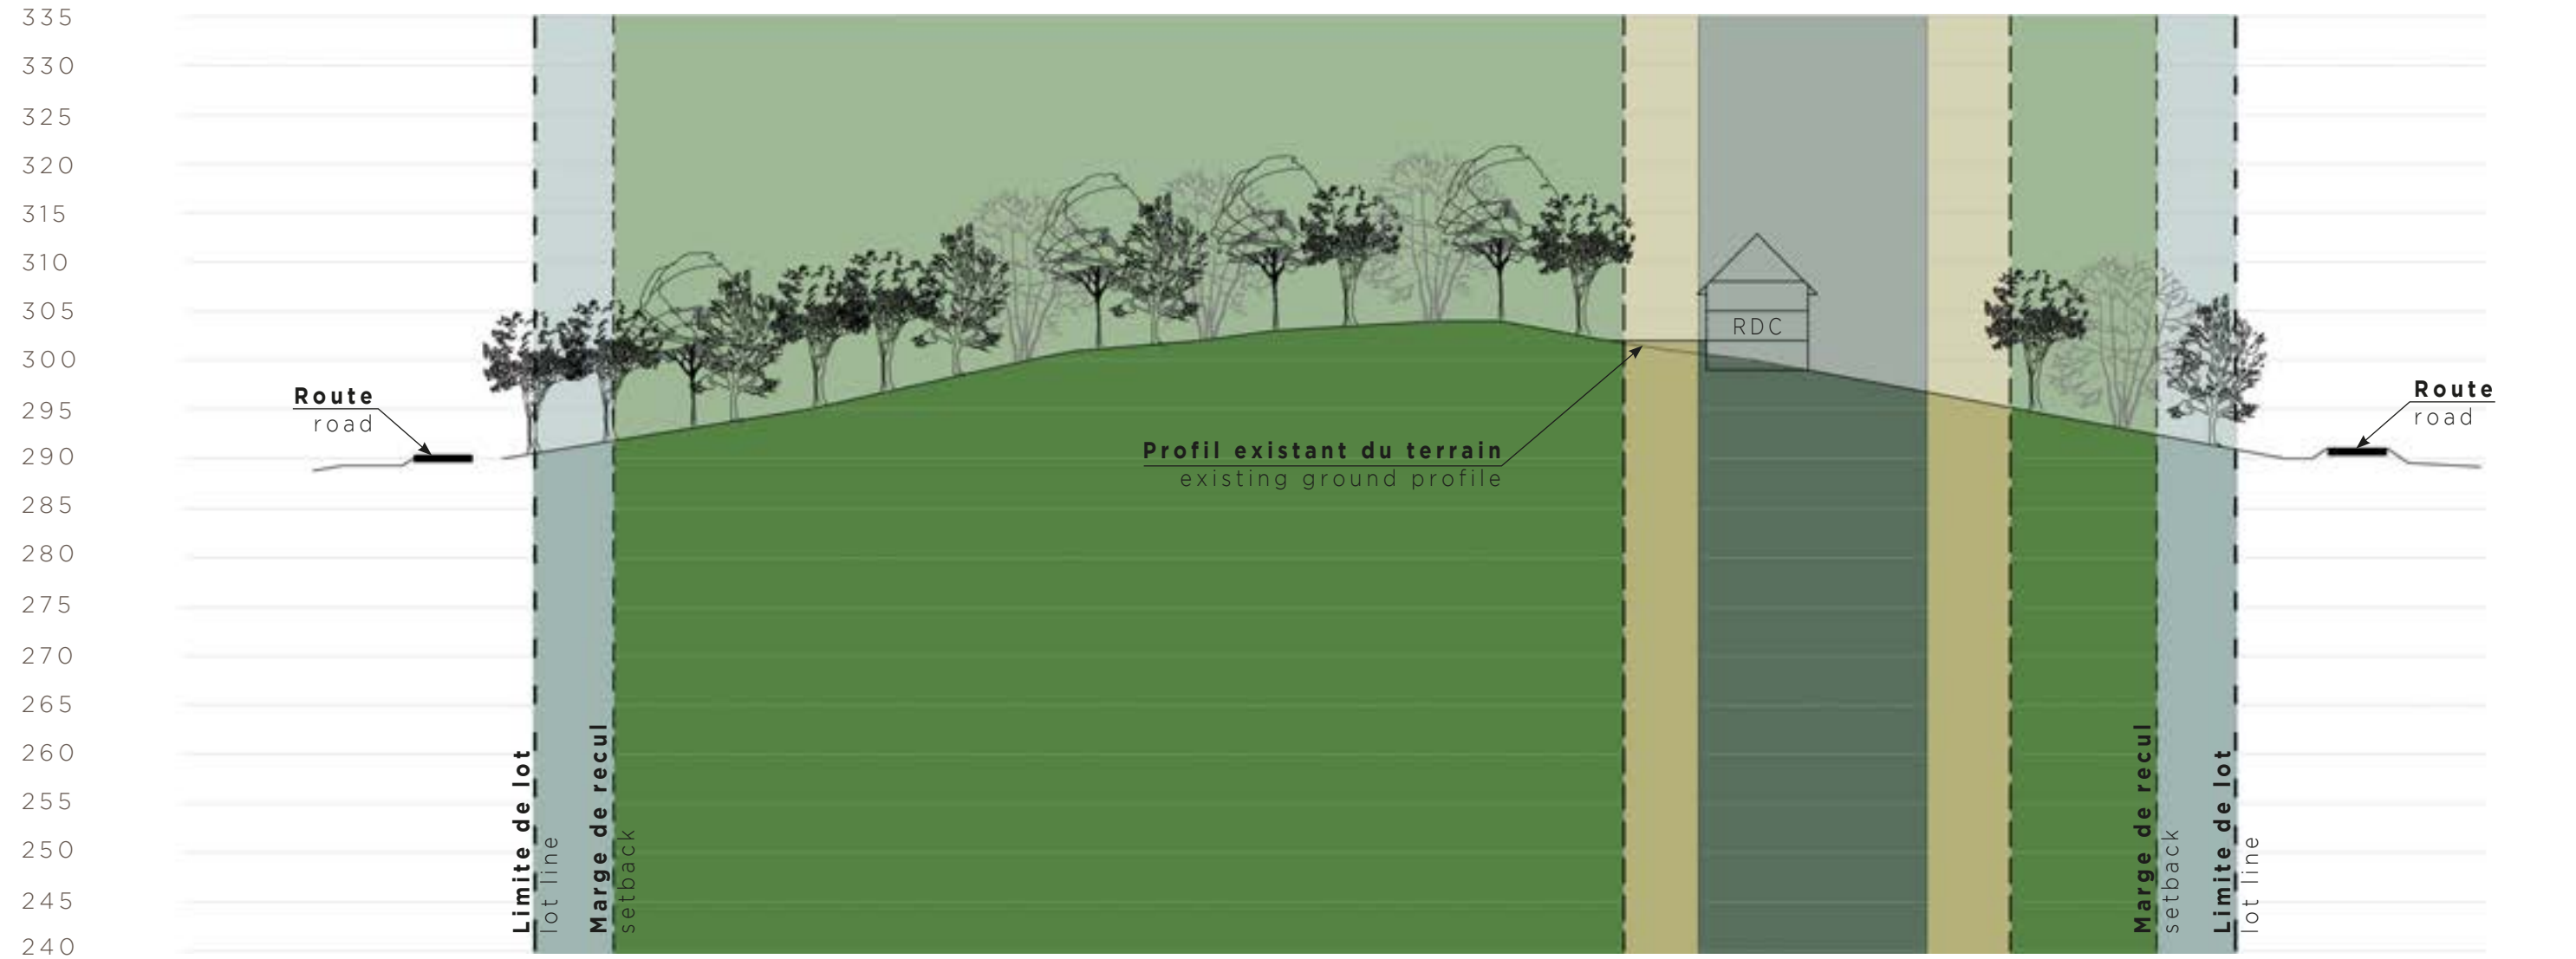 335
330
325
320
315
310
305
300
295
290
285
280
275
270
265
260
255
250
245
240
Route
road
RDC
Profil existant du terrain
existing ground profile
Route
road
Limite de lot
lot line
Marge de recul
setback
Marge de recul
setback
Limite de lot
lot line